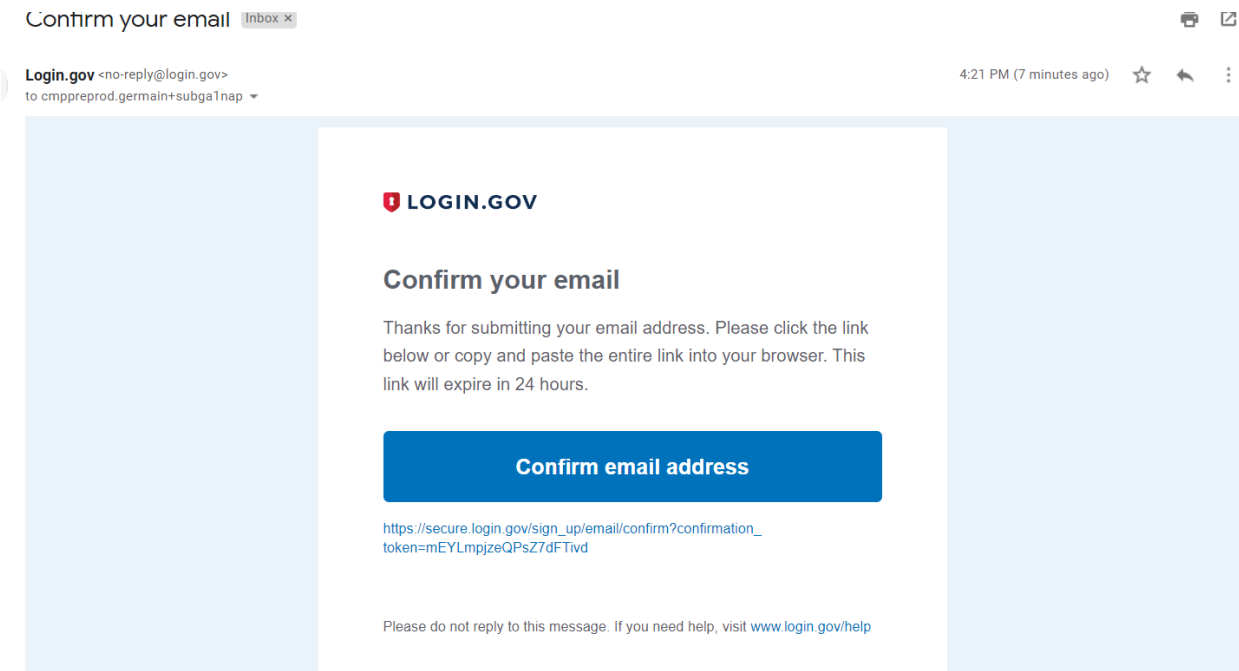 Confirm your email Inbox ×
Login.gov <no-reply@login.gov> 4:21 PM (7 minutes ago)
to cmppreprod.germain+subga1nap
LOGIN.GOV
Confirm your email
Thanks for submitting your email address. Please click the link
below or copy and paste the entire link into your browser. This
link will expire in 24 hours.
Confirm email address
https://secure.login.gov/sign_up/email/confirm?confirmation_
token=mEYLmpjzeQPsZ7dFTivd
Please do not reply to this message. If you need help, visit www.login.gov/help